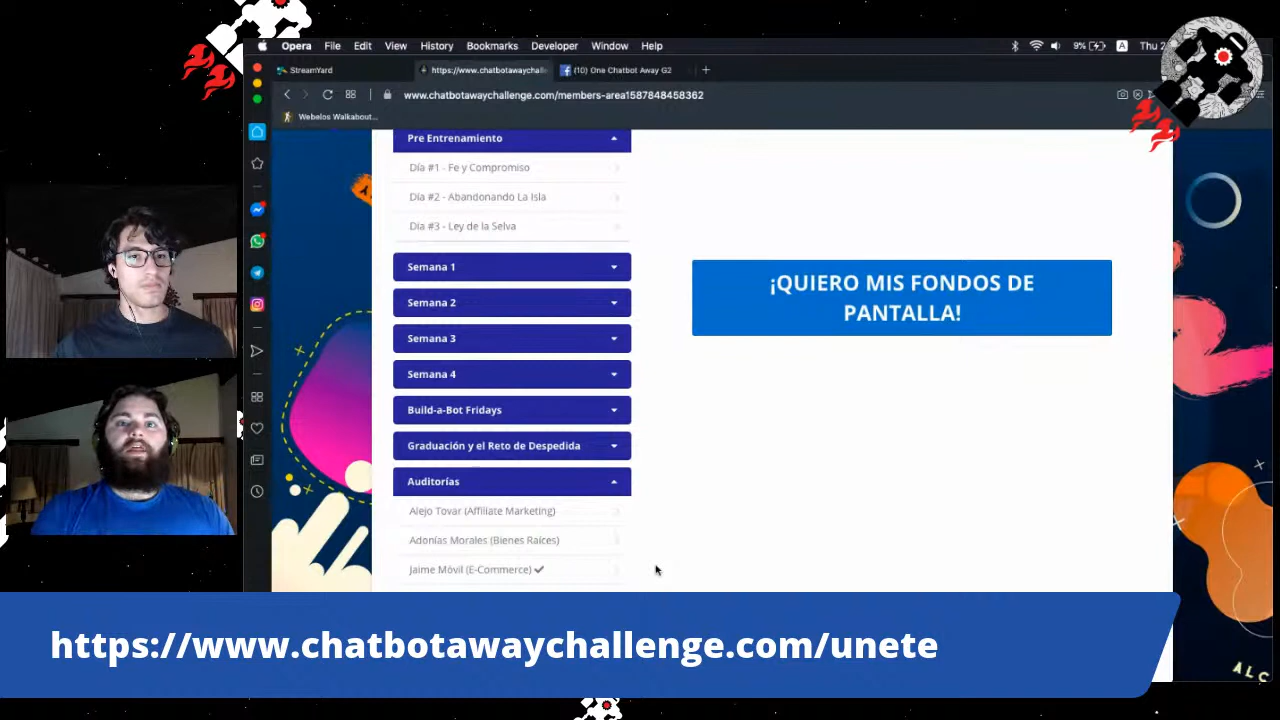 Opera File Edit View History Bookmarks Developer Window Help
9%
A
Thu 2
StreamYard
https://www.chatbotawaychalle
(10) One Chatbot Away G2
www.chatbotawaychallenge.com/members-area1587848458362
Webelos Walkabout...
Pre Entrenamiento
Día #1 - Fe y Compromiso
Día #2 - Abandonando La Isla
Día #3 - Ley de la Selva
Semana 1
Semana 2
Semana 3
Semana 4
Build-a-Bot Fridays
Graduación y el Reto de Despedida
Auditorías
Alejo Tovar (Affiliate Marketing)
Adonías Morales (Bienes Raíces)
Jaime Móvil (E-Commerce)
¡QUIERO MIS FONDOS DE
PANTALLA!
https://www.chatbotawaychallenge.com/unete
ALC